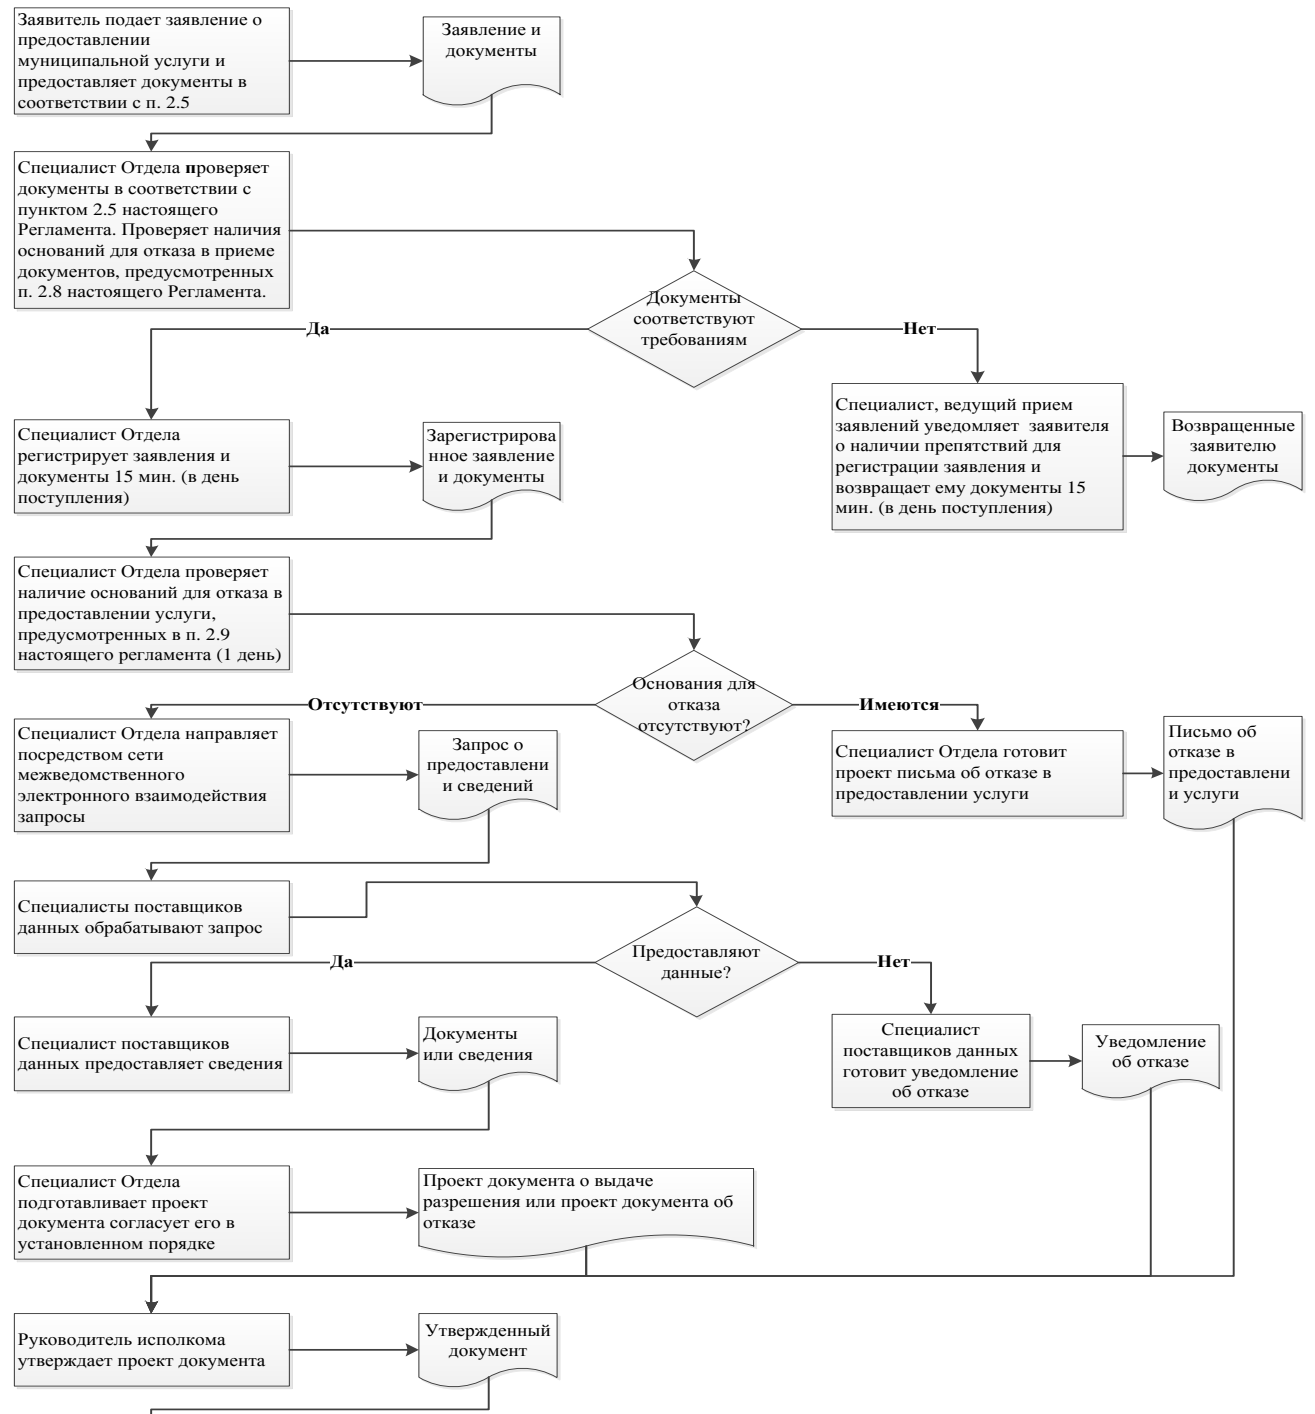 Заявитель подает заявление о
предоставлении
муниципальной услуги и
предоставляет документы в
соответствии с п. 2.5
Заявление и
документы
Специалист Отдела проверяет
документы в соответствии с
пунктом 2.5 настоящего
Регламента. Проверяет наличия
оснований для отказа в приеме
документов, предусмотренных
п. 2.8 настоящего Регламента.
Документы
соответствуют
требованиям
Да
Нет
Специалист Отдела
регистрирует заявления и
документы 15 мин. (в день
поступления)
Зарегистрирова
нное заявление
и документы
Специалист, ведущий прием
заявлений уведомляет  заявителя
о наличии препятствий для
регистрации заявления и
возвращает ему документы 15
мин. (в день поступления)
Возвращенные
заявителю
документы
Специалист Отдела проверяет
наличие оснований для отказа в
предоставлении услуги,
предусмотренных в п. 2.9
настоящего регламента (1 день)
Основания для
отказа
отсутствуют?
Отсутствуют
Имеются
Специалист Отдела направляет
посредством сети
межведомственного
электронного взаимодействия
запросы
Запрос о
предоставлени
и сведений
Специалист Отдела готовит
проект письма об отказе в
предоставлении услуги
Письмо об
отказе в
предоставлени
и услуги
Специалисты поставщиков
данных обрабатывают запрос
Предоставляют
данные?
Да
Нет
Специалист поставщиков
данных предоставляет сведения
Документы
или сведения
Специалист
поставщиков данных
готовит уведомление
об отказе
Уведомление
об отказе
Специалист Отдела
подготавливает проект
документа согласует его в
установленном порядке
Проект документа о выдаче
разрешения или проект документа об
отказе
Руководитель исполкома
утверждает проект документа
Утвержденный
документ